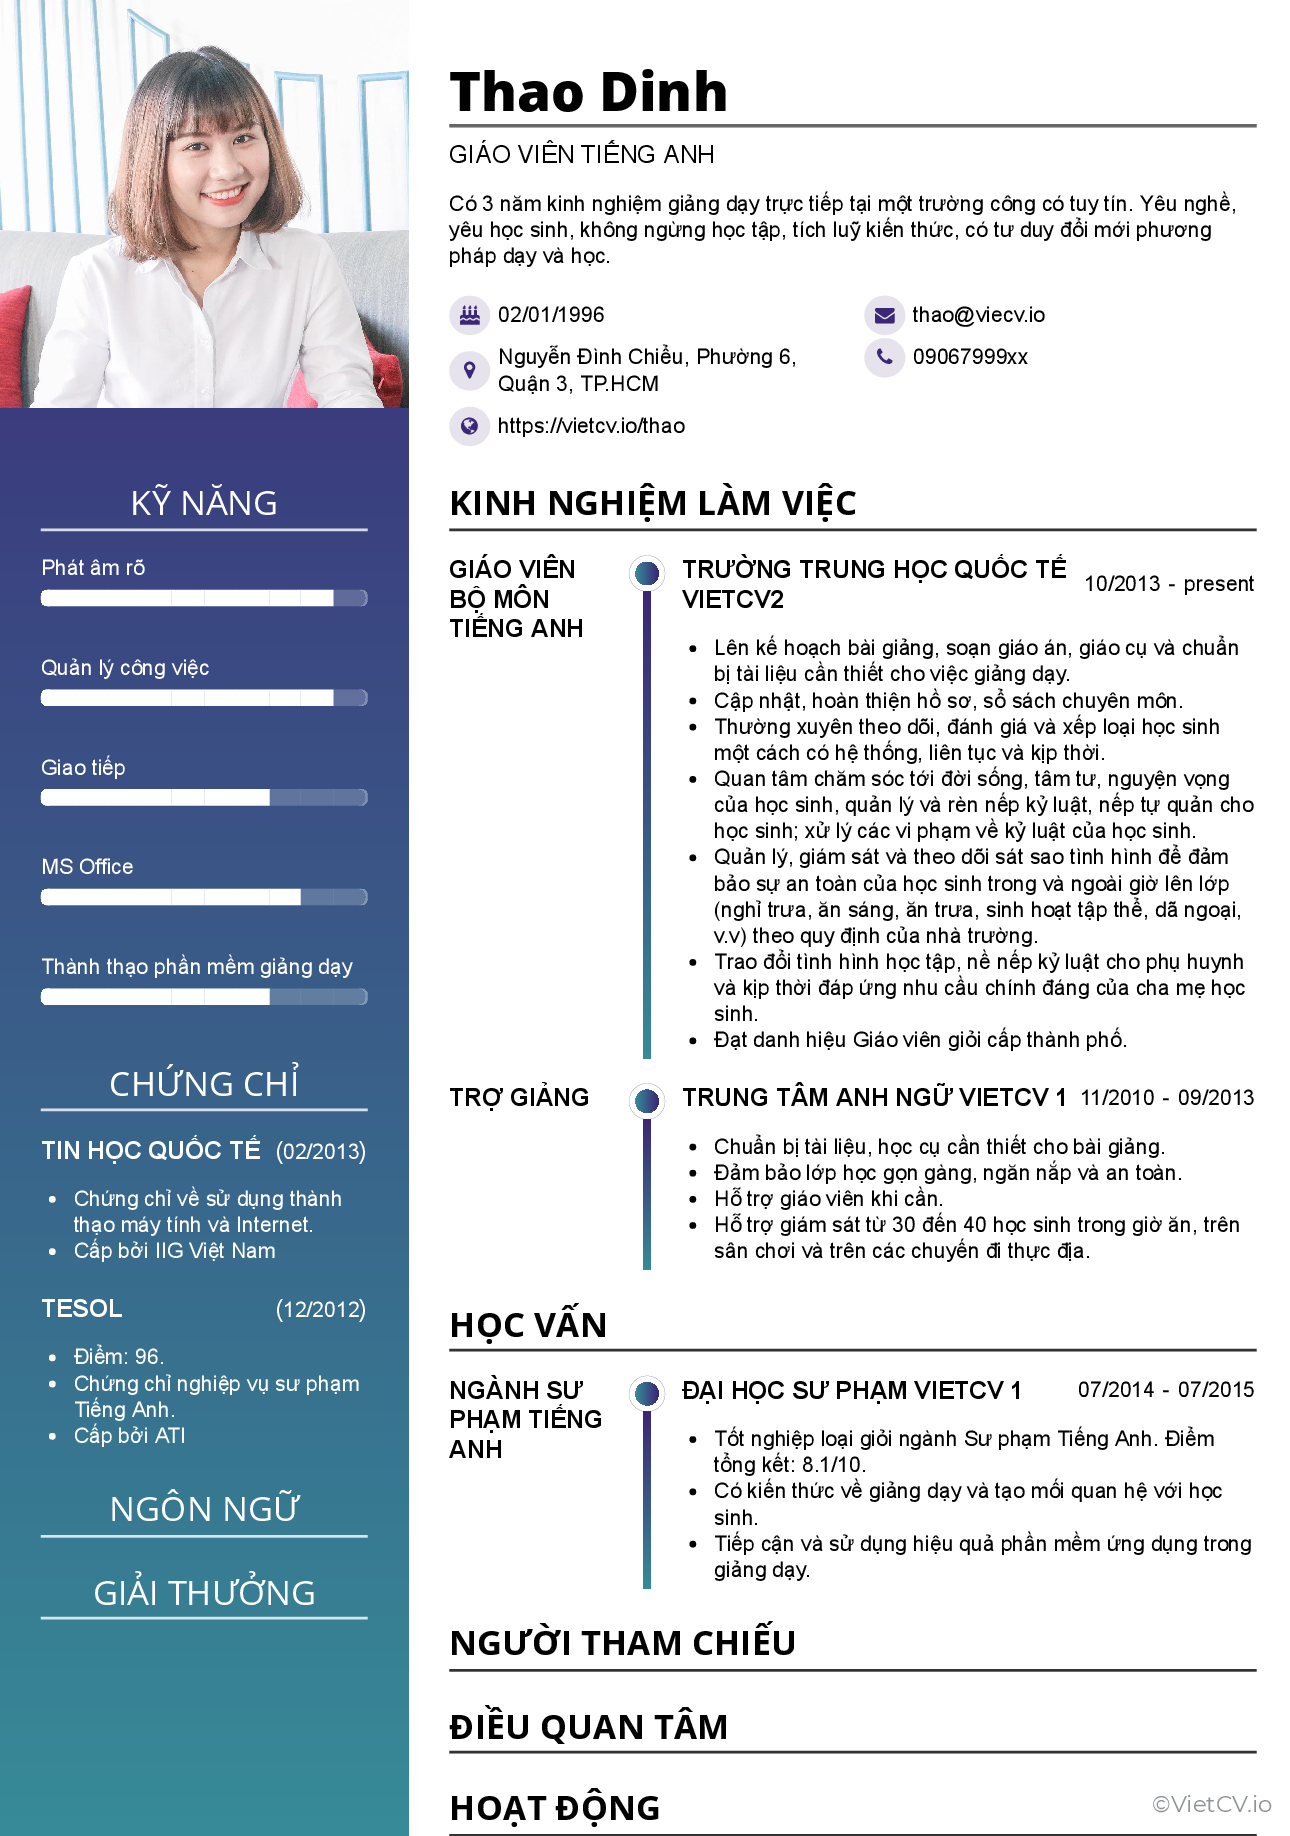 Thao Dinh
GIÁO VIÊN TIẾNG ANH
Có 3 năm kinh nghiệm giảng dạy trực tiếp tại một trường công có tuy tín. Yêu nghề,
yêu học sinh, không ngừng học tập, tích luỹ kiến thức, có tư duy đổi mới phương
pháp dạy và học.
02/01/1996
thao@viecv.io
Nguyễn Đình Chiểu, Phường 6,
Quận 3, TP.HCM
09067999xx
https://vietcv.io/thao
KỸ NĂNG
Phát âm rõ
Quản lý công việc
Giao tiếp
MS Office
Thành thạo phần mềm giảng dạy
CHỨNG CHỈ
TIN HỌC QUỐC TẾ (02/2013)
• Chứng chỉ về sử dụng thành
thạo máy tính và Internet.
• Cấp bởi IIG Việt Nam
TESOL (12/2012)
• Điểm: 96.
• Chứng chỉ nghiệp vụ sư phạm
Tiếng Anh.
• Cấp bởi ATI
NGÔN NGỮ
GIẢI THƯỞNG
KINH NGHIỆM LÀM VIỆC
GIÁO VIÊN
BỘ MÔN
TIẾNG ANH
TRƯỜNG TRUNG HỌC QUỐC TẾ
VIETCV2
10/2013 - present
• Lên kế hoạch bài giảng, soạn giáo án, giáo cụ và chuẩn
bị tài liệu cần thiết cho việc giảng dạy.
• Cập nhật, hoàn thiện hồ sơ, sổ sách chuyên môn.
• Thường xuyên theo dõi, đánh giá và xếp loại học sinh
một cách có hệ thống, liên tục và kịp thời.
• Quan tâm chăm sóc tới đời sống, tâm tư, nguyện vọng
của học sinh, quản lý và rèn nếp kỷ luật, nếp tự quản cho
học sinh; xử lý các vi phạm về kỷ luật của học sinh.
• Quản lý, giám sát và theo dõi sát sao tình hình để đảm
bảo sự an toàn của học sinh trong và ngoài giờ lên lớp
(nghỉ trưa, ăn sáng, ăn trưa, sinh hoạt tập thể, dã ngoại,
v.v) theo quy định của nhà trường.
• Trao đổi tình hình học tập, nề nếp kỷ luật cho phụ huynh
và kịp thời đáp ứng nhu cầu chính đáng của cha mẹ học
sinh.
• Đạt danh hiệu Giáo viên giỏi cấp thành phố.
TRỢ GIẢNG
TRUNG TÂM ANH NGỮ VIETCV 1 11/2010 - 09/2013
• Chuẩn bị tài liệu, học cụ cần thiết cho bài giảng.
• Đảm bảo lớp học gọn gàng, ngăn nắp và an toàn.
• Hỗ trợ giáo viên khi cần.
• Hỗ trợ giám sát từ 30 đến 40 học sinh trong giờ ăn, trên
sân chơi và trên các chuyến đi thực địa.
HỌC VẤN
NGÀNH SƯ
PHẠM TIẾNG
ANH
ĐẠI HỌC SƯ PHẠM VIETCV 1 07/2014 - 07/2015
• Tốt nghiệp loại giỏi ngành Sư phạm Tiếng Anh. Điểm
tổng kết: 8.1/10.
• Có kiến thức về giảng dạy và tạo mối quan hệ với học
sinh.
• Tiếp cận và sử dụng hiệu quả phần mềm ứng dụng trong
giảng dạy.
NGƯỜI THAM CHIẾU
ĐIỀU QUAN TÂM
HOẠT ĐỘNG
©VietCV.io